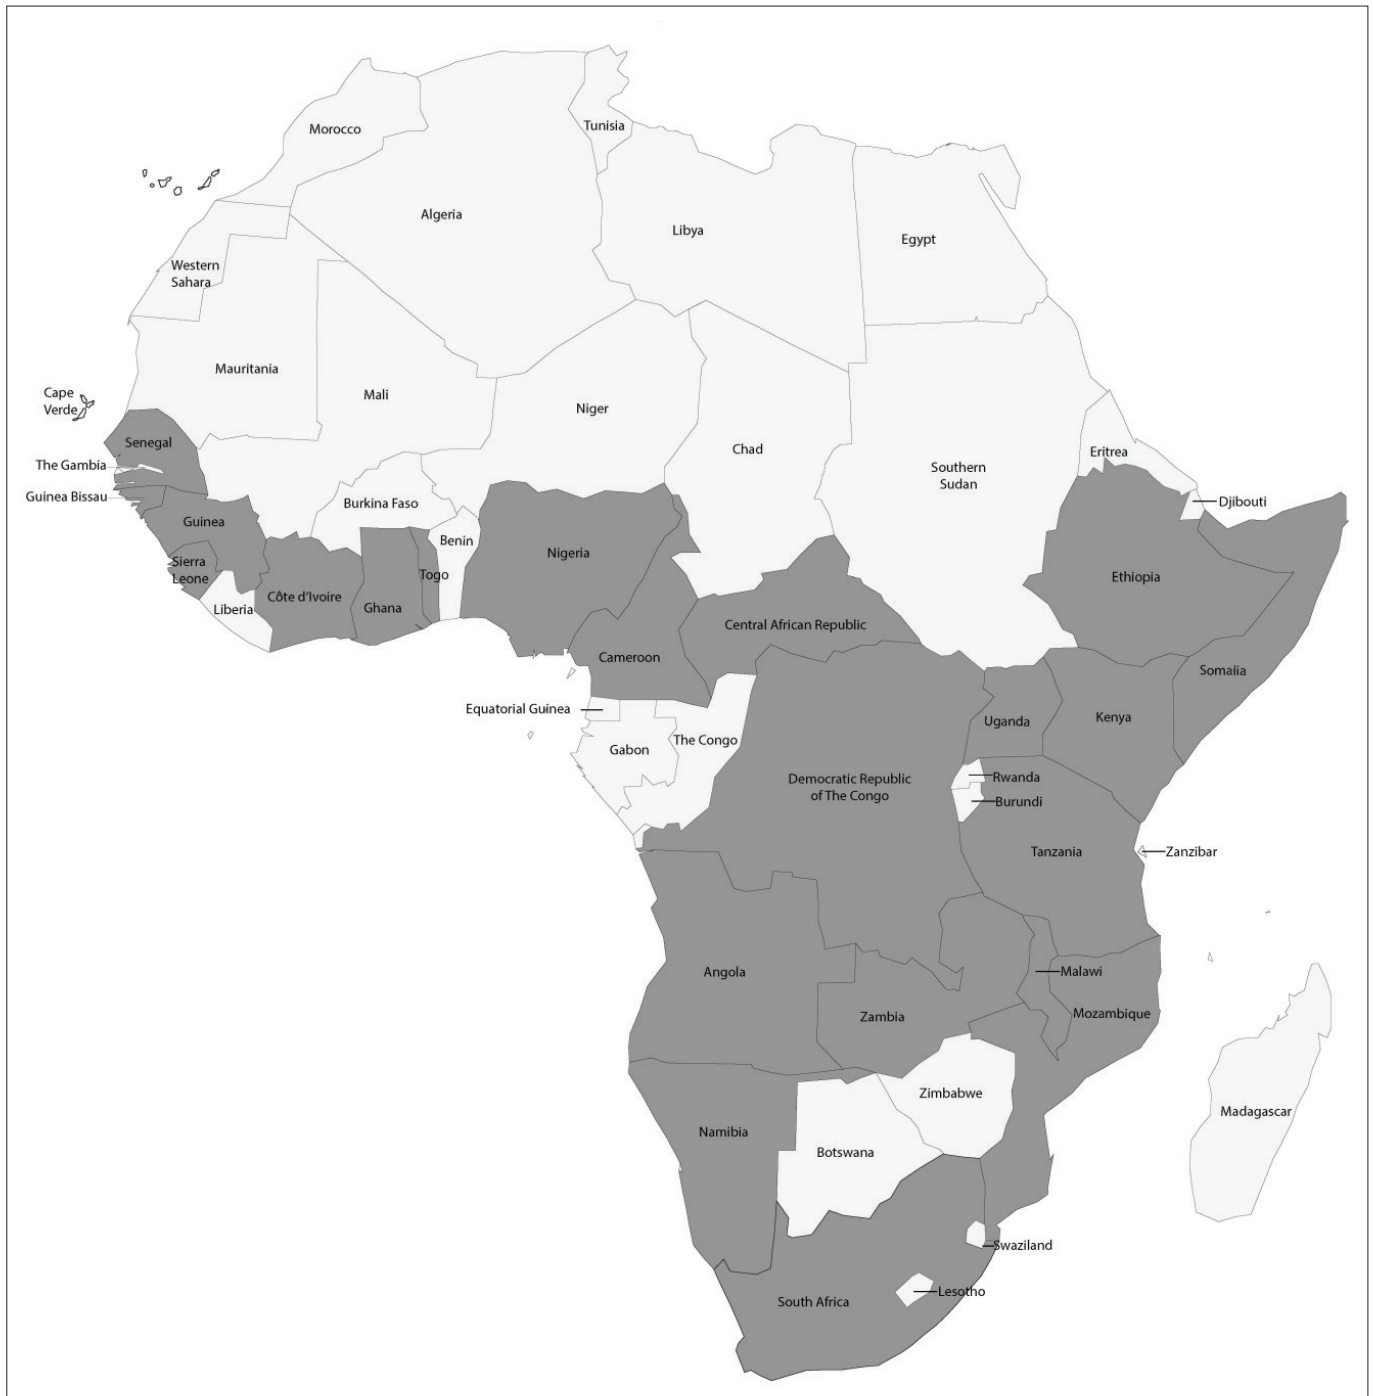 Morocco
Tunisia
Algeria
Libya
Egypt
Western
Sahara
Mauritania
Mali
Niger
Chad
Cape
Verde
Senegal
The Gambia
Guinea Bissau
Guinea
Sierra
Leone
Liberia
Côte d'Ivoire
Burkina Faso
Ghana
Togo
Benin
Nigeria
Southern
Sudan
Eritrea
Djibouti
Ethiopia
Somalia
Central African Republic
Cameroon
Equatorial Guinea
Gabon
The Congo
Uganda
Kenya
Democratic Republic
of The Congo
Rwanda
Burundi
Tanzania
Zanzibar
Angola
Zambia
Malawi
Mozambique
Zimbabwe
Madagascar
Namibia
Botswana
Swaziland
Lesotho
South Africa